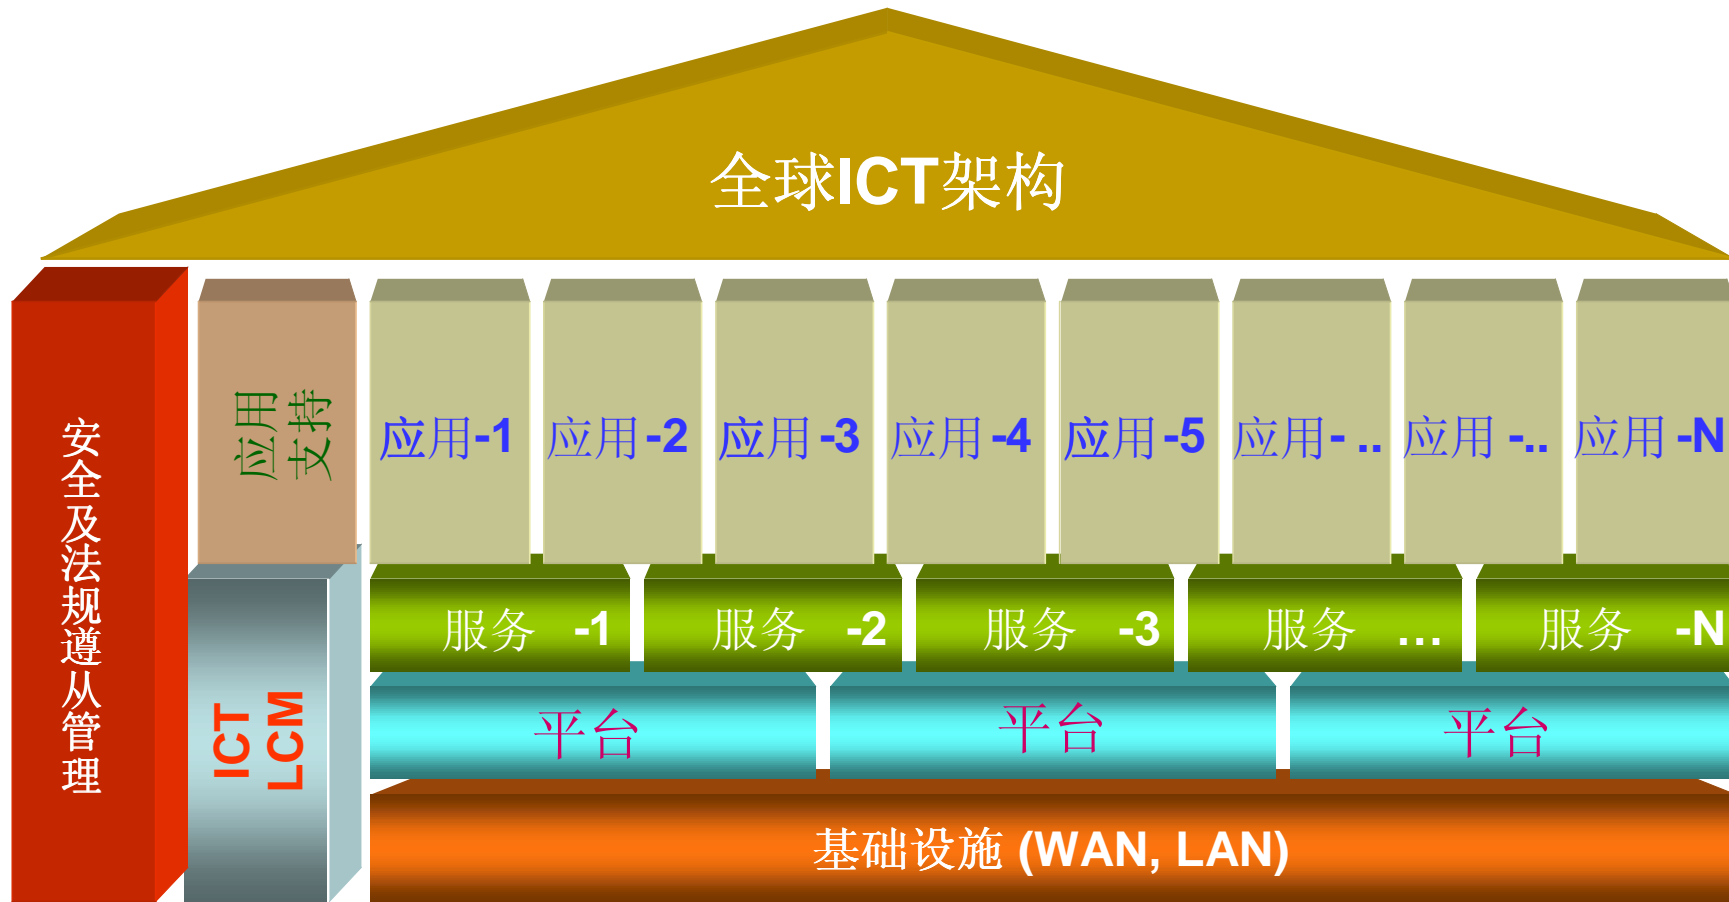 全球ICT架构
安全及法规遵从管理
应用
支持
应用-1
应用-2
应用-3
应用-4
应用-5
应用- ..
应用 -..
应用 -N
ICT
LCM
服务 -1
服务 -2
服务 -3
服务 ...
服务 -N
平台
平台
平台
基础设施 (WAN, LAN)